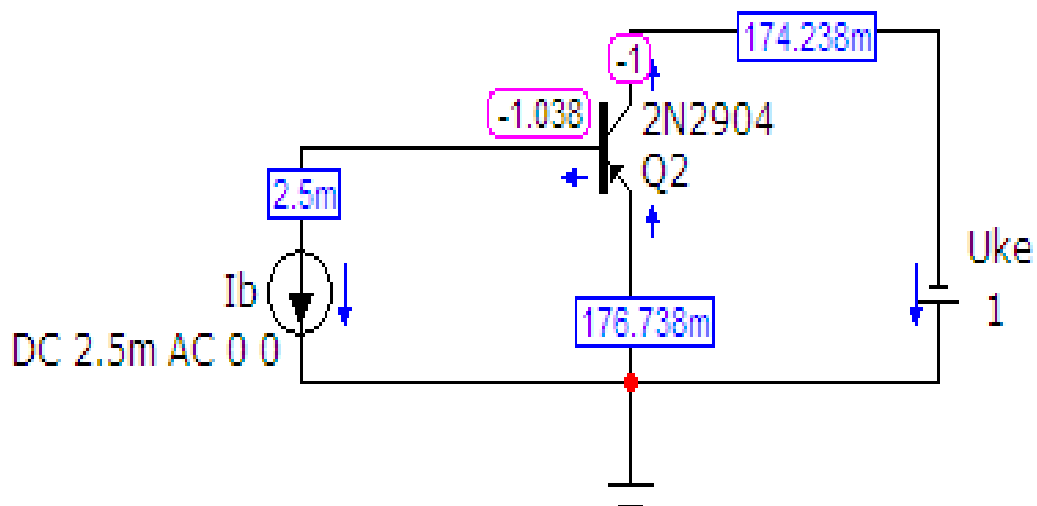 174.238m
-1
-1.038
2N2904
Q2
2.5m
Uke
1
Ib
DC 2.5m AC 0 0
176.738m